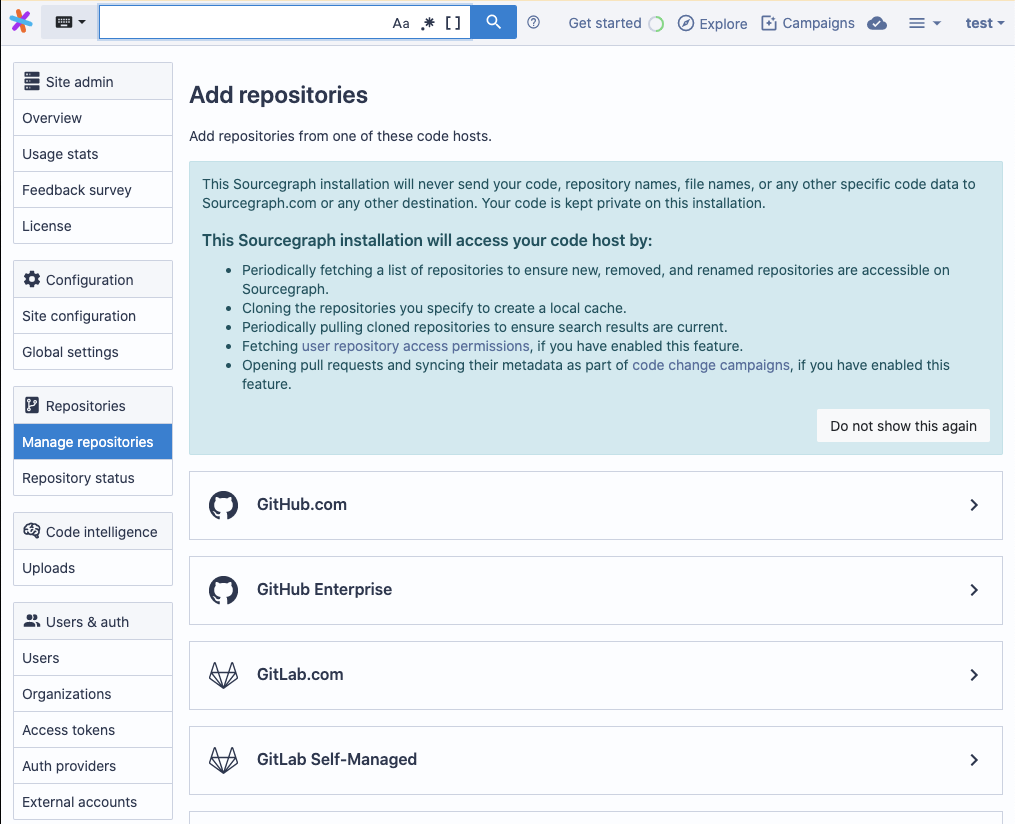 Aa .* [ ] Get started Explore Campaigns test
Site admin
Overview
Usage stats
Feedback survey
License
Configuration
Site configuration
Global settings
Repositories
Manage repositories
Repository status
Code intelligence
Uploads
Users & auth
Users
Organizations
Access tokens
Auth providers
External accounts
Add repositories
Add repositories from one of these code hosts.
This Sourcegraph installation will never send your code, repository names, file names, or any other specific code data to
Sourcegraph.com or any other destination. Your code is kept private on this installation.
This Sourcegraph installation will access your code host by:
• Periodically fetching a list of repositories to ensure new, removed, and renamed repositories are accessible on
Sourcegraph.
• Cloning the repositories you specify to create a local cache.
• Periodically pulling cloned repositories to ensure search results are current.
• Fetching user repository access permissions, if you have enabled this feature.
• Opening pull requests and syncing their metadata as part of code change campaigns, if you have enabled this
feature.
Do not show this again
GitHub.com
GitHub Enterprise
GitLab.com
GitLab Self-Managed